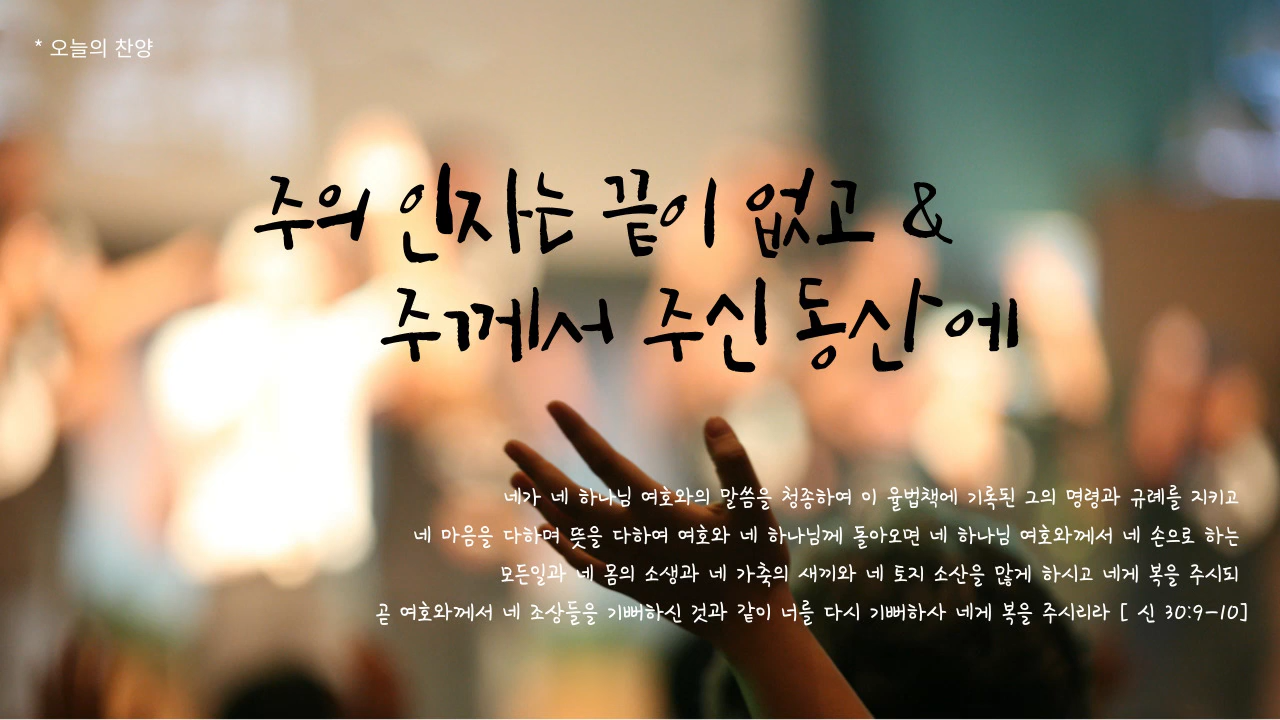 * 오늘의 찬양
주의 인자는 끝이 없고 &
주께서 주신 동산에
네가 네 하나님 여호와의 말씀을 청종하여 이 율법책에 기록된 그의 명령과 규례를 지키고
네 마음을 다하며 뜻을 다하여 여호와 네 하나님께 돌아오면 네 하나님 여호와께서 네 손으로 하는
모든일과 네 몸의 소생과 네 가축의 새끼와 네 토지 소산을 많게 하시고 네게 복을 주시되
곧 여호와께서 네 조상들을 기뻐하신 것과 같이 너를 다시 기뻐하사 네게 복을 주시리라 [ 신 30:9-10]